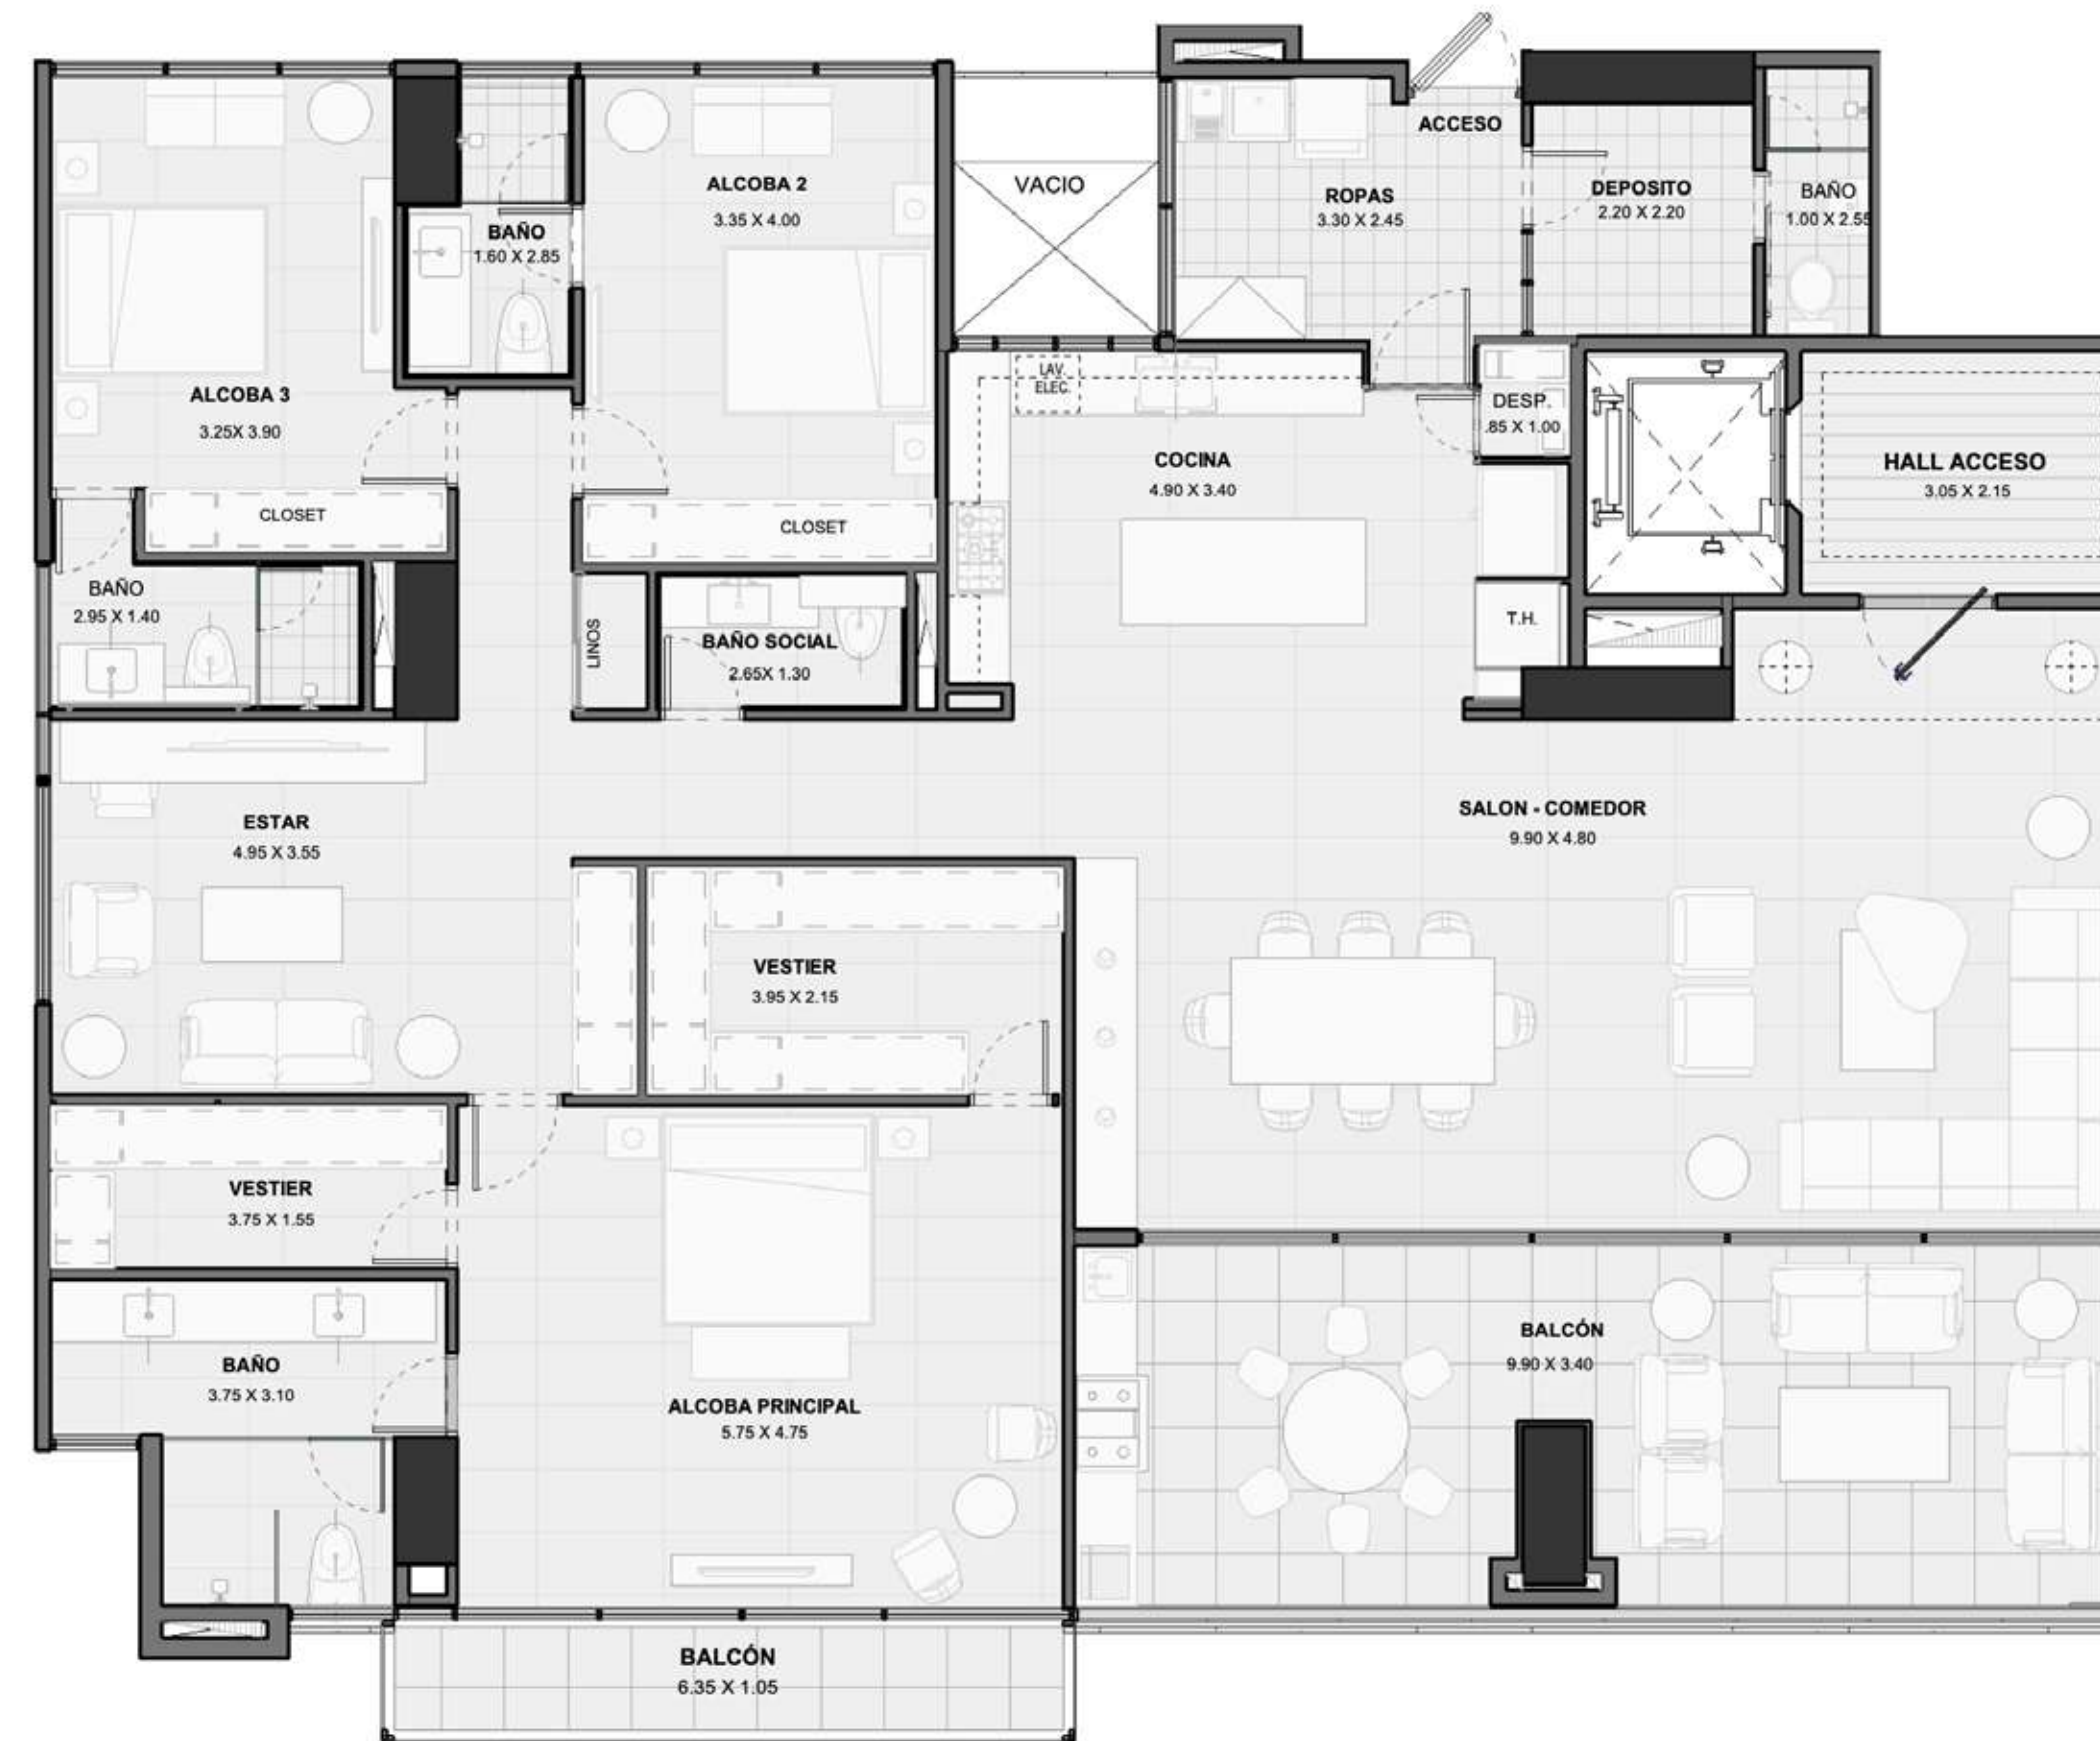 ACCESO
ALCOBA 2
3.35 X 4.00
VACIO
ROPAS
3.30 X 2.45
DEPOSITO
2.20 X 2.20
BAÑO
1.00 X 2.55
BAÑO
1.60 X 2.85
ALCOBA 3
3.25X 3.90
LAV.
ELEC.
DESP.
.85 X 1.00
COCINA
4.90 X 3.40
HALL ACCESO
3.05 X 2.15
CLOSET
CLOSET
BAÑO
2.95 X 1.40
LINOS
BAÑO SOCIAL
2.65X 1.30
T.H.
ESTAR
4.95 X 3.55
SALON - COMEDOR
9.90 X 4.80
VESTIER
3.95 X 2.15
VESTIER
3.75 X 1.55
BAÑO
3.75 X 3.10
ALCOBA PRINCIPAL
5.75 X 4.75
BALCÓN
9.90 X 3.40
BALCÓN
6.35 X 1.05